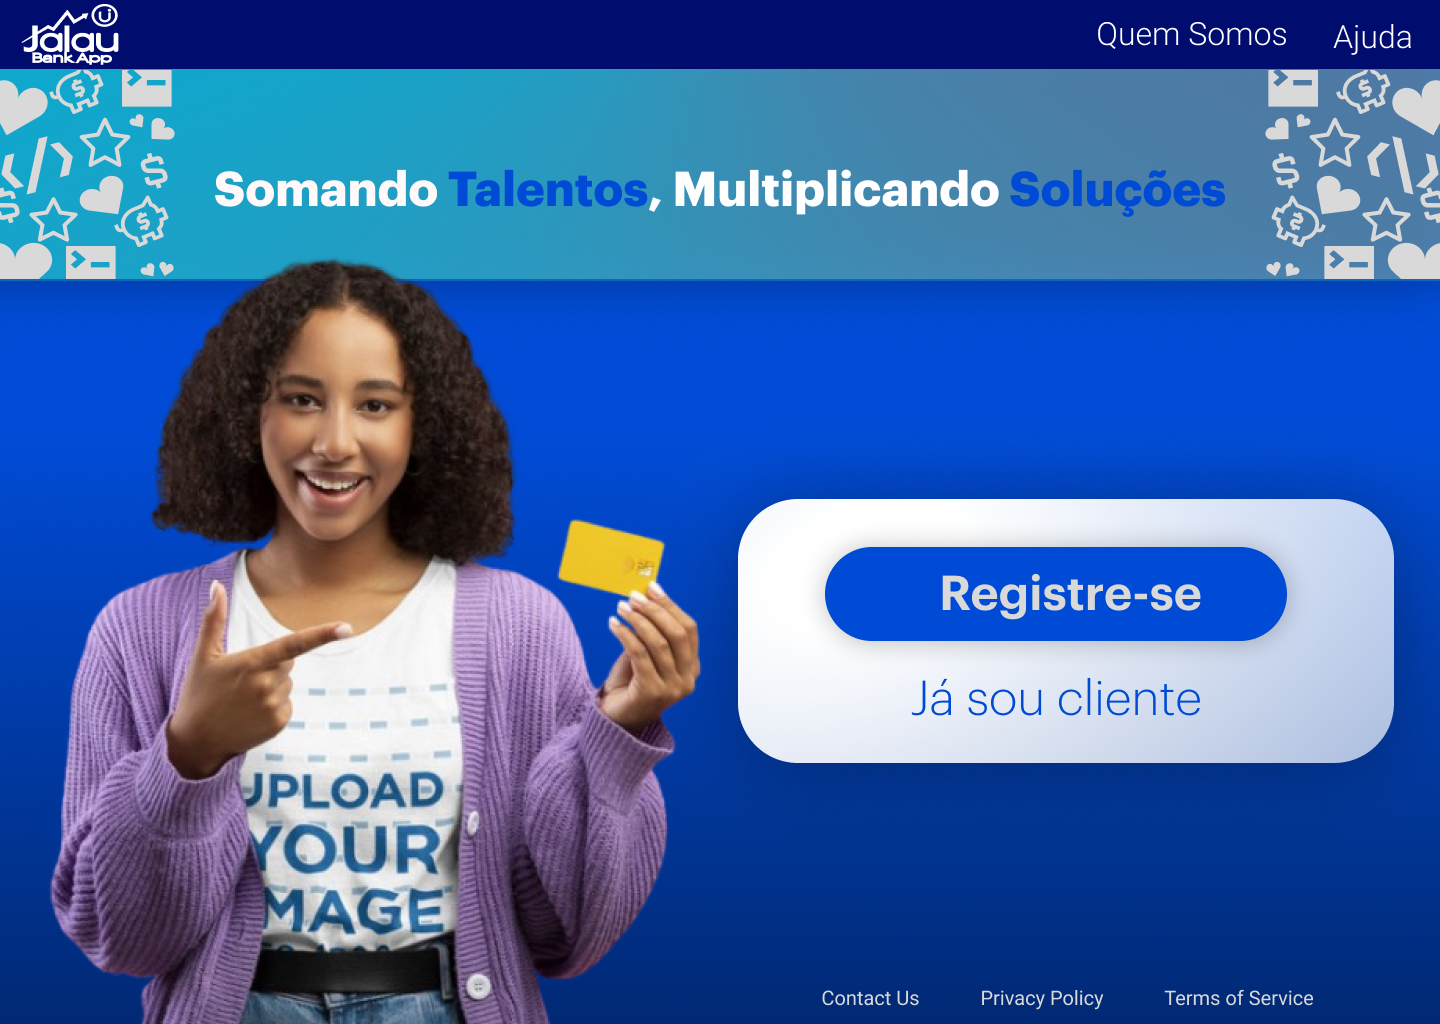 Jalau
Bank App
Quem Somos
Ajuda
Somando Talentos, Multiplicando Soluções
Registre-se
Já sou cliente
UPLOAD
YOUR
MAGE
Contact Us
Privacy Policy
Terms of Service